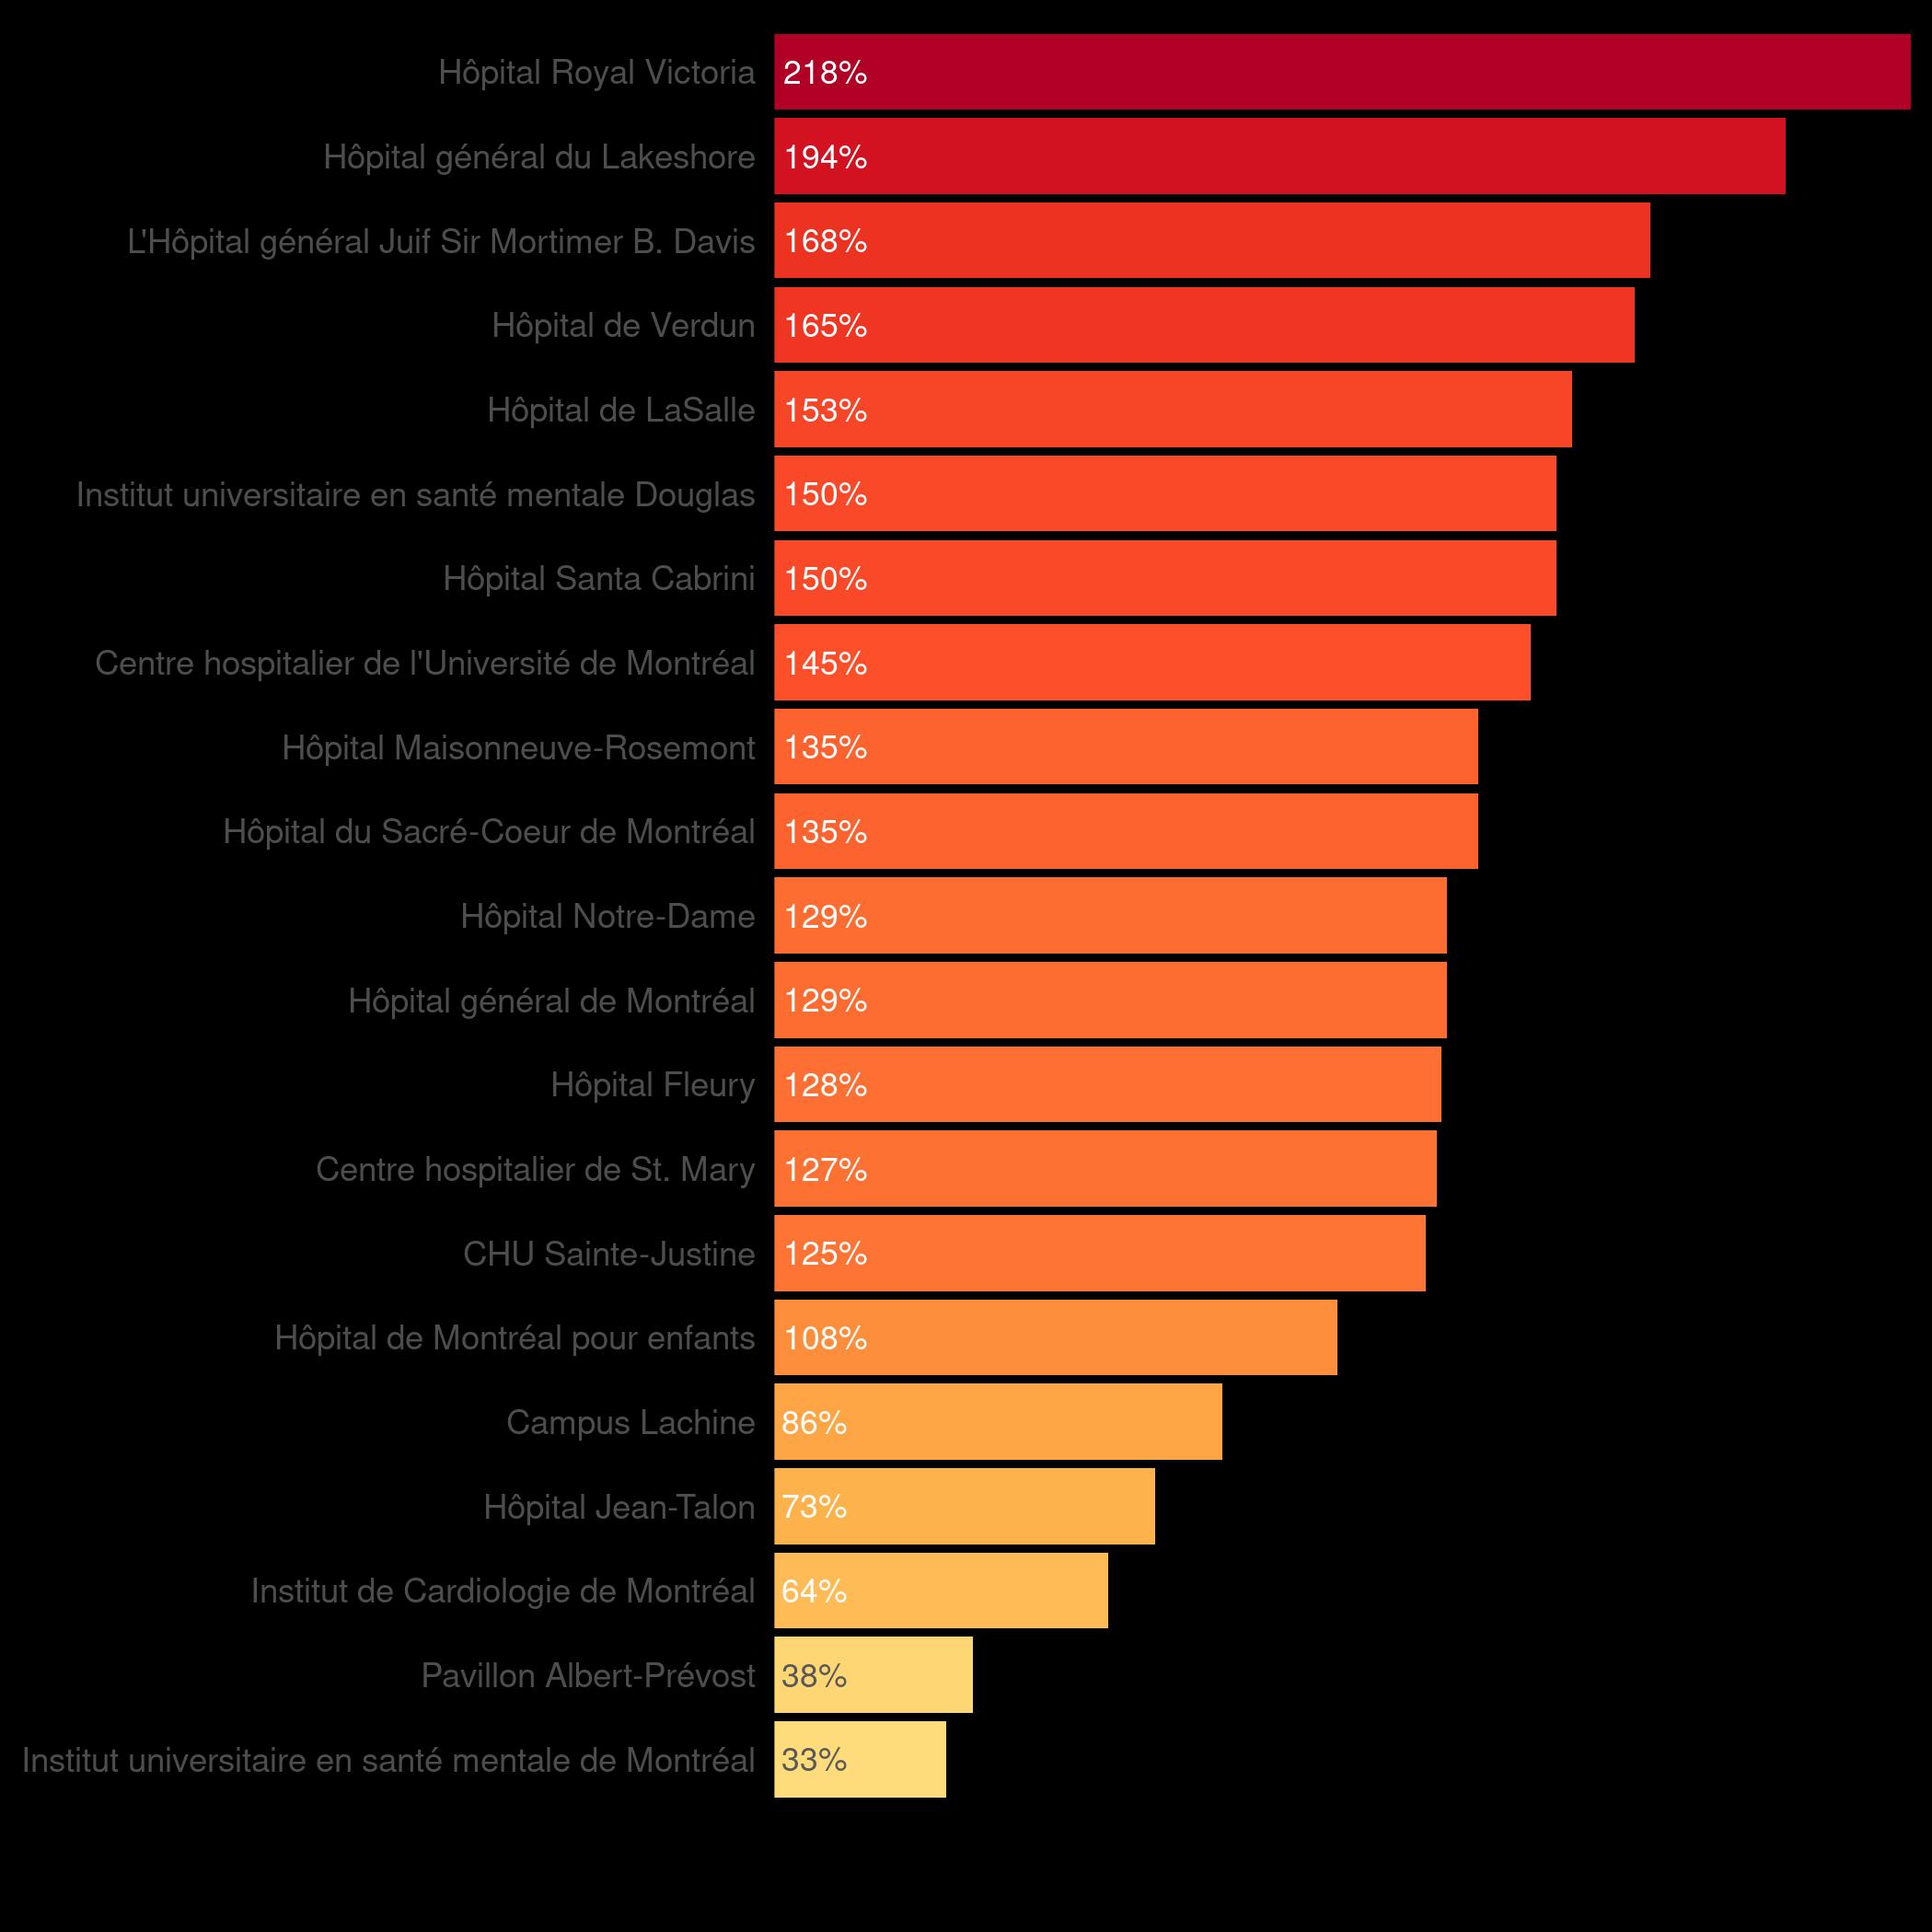 Hôpital Royal Victoria 218%
Hôpital général du Lakeshore 194%
L'Hôpital général Juif Sir Mortimer B. Davis 168%
Hôpital de Verdun 165%
Hôpital de LaSalle 153%
Institut universitaire en santé mentale Douglas 150%
Hôpital Santa Cabrini 150%
Centre hospitalier de l'Université de Montréal 145%
Hôpital Maisonneuve-Rosemont 135%
Hôpital du Sacré-Coeur de Montréal 135%
Hôpital Notre-Dame 129%
Hôpital général de Montréal 129%
Hôpital Fleury 128%
Centre hospitalier de St. Mary 127%
CHU Sainte-Justine 125%
Hôpital de Montréal pour enfants 108%
Campus Lachine 86%
Hôpital Jean-Talon 73%
Institut de Cardiologie de Montréal 64%
Pavillon Albert-Prévost 38%
Institut universitaire en santé mentale de Montréal 33%